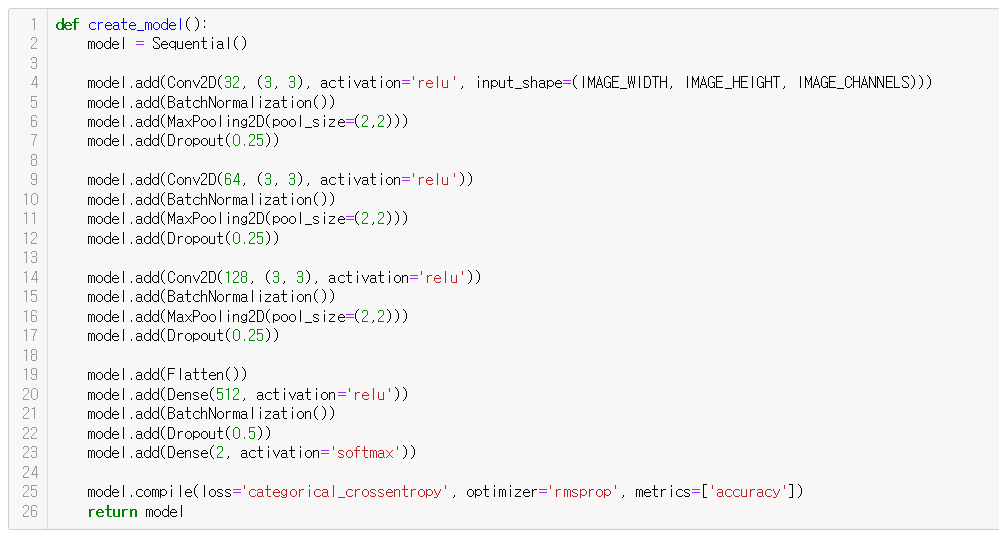 1 def create_model():
2     model = Sequential()
3
4     model.add(Conv2D(32, (3, 3), activation='relu', input_shape=(IMAGE_WIDTH, IMAGE_HEIGHT, IMAGE_CHANNELS)))
5     model.add(BatchNormalization())
6     model.add(MaxPooling2D(pool_size=(2,2)))
7     model.add(Dropout(0.25))
8
9     model.add(Conv2D(64, (3, 3), activation='relu'))
10     model.add(BatchNormalization())
11     model.add(MaxPooling2D(pool_size=(2,2)))
12     model.add(Dropout(0.25))
13
14     model.add(Conv2D(128, (3, 3), activation='relu'))
15     model.add(BatchNormalization())
16     model.add(MaxPooling2D(pool_size=(2,2)))
17     model.add(Dropout(0.25))
18
19     model.add(Flatten())
20     model.add(Dense(512, activation='relu'))
21     model.add(BatchNormalization())
22     model.add(Dropout(0.5))
23     model.add(Dense(2, activation='softmax'))
24
25     model.compile(loss='categorical_crossentropy', optimizer='rmsprop', metrics=['accuracy'])
26     return model